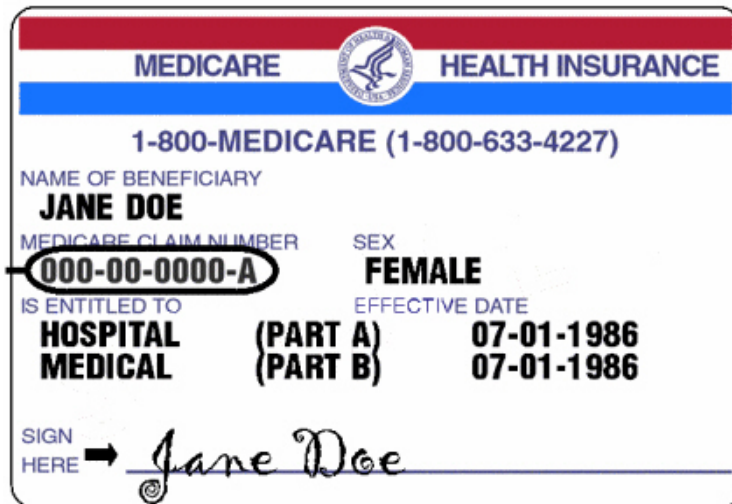 MEDICARE HEALTH INSURANCE
1-800-MEDICARE (1-800-633-4227)
NAME OF BENEFICIARY
JANE DOE
MEDICARE CLAIM NUMBER SEX
000-00-0000-A FEMALE
IS ENTITLED TO EFFECTIVE DATE
HOSPITAL (PART A) 07-01-1986
MEDICAL (PART B) 07-01-1986
SIGN
HERE Jane Doe